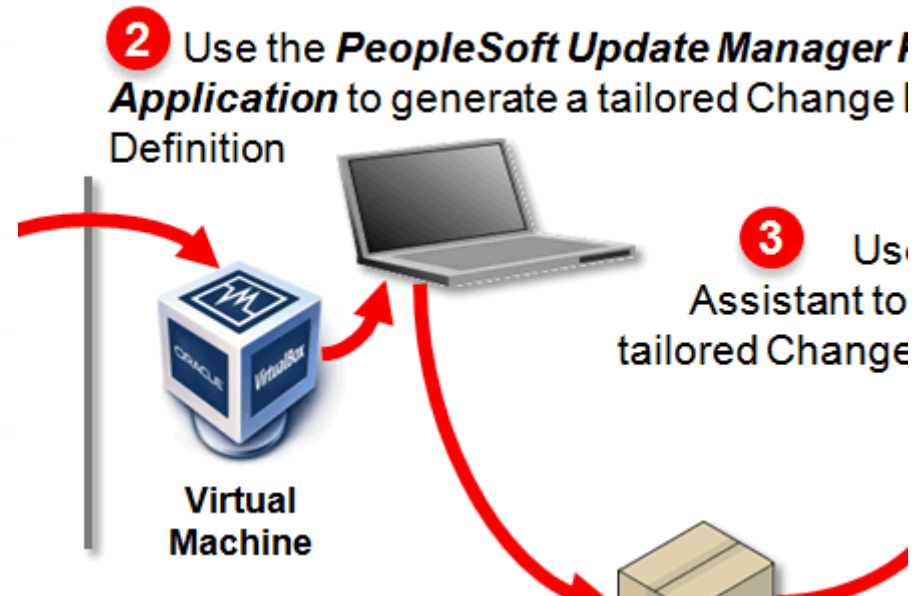 2 Use the PeopleSoft Update Manager
Application to generate a tailored Change
Definition
3
Assistant to
tailored Change
ORACLE
VirtualBox
Virtual
Machine